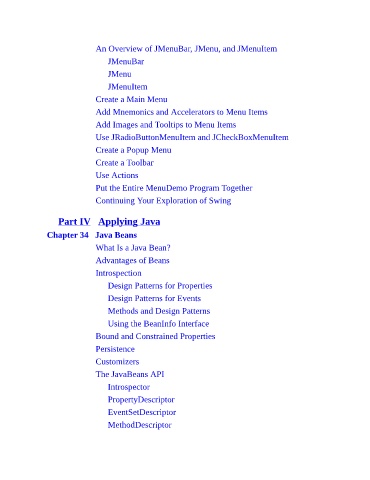 An Overview of JMenuBar, JMenu, and JMenuItem
JMenuBar
JMenu
JMenuItem
Create a Main Menu
Add Mnemonics and Accelerators to Menu Items
Add Images and Tooltips to Menu Items
Use JRadioButtonMenuItem and JCheckBoxMenuItem
Create a Popup Menu
Create a Toolbar
Use Actions
Put the Entire MenuDemo Program Together
Continuing Your Exploration of Swing
Part IV Applying Java
Chapter 34 Java Beans
What Is a Java Bean?
Advantages of Beans
Introspection
Design Patterns for Properties
Design Patterns for Events
Methods and Design Patterns
Using the BeanInfo Interface
Bound and Constrained Properties
Persistence
Customizers
The JavaBeans API
Introspector
PropertyDescriptor
EventSetDescriptor
MethodDescriptor